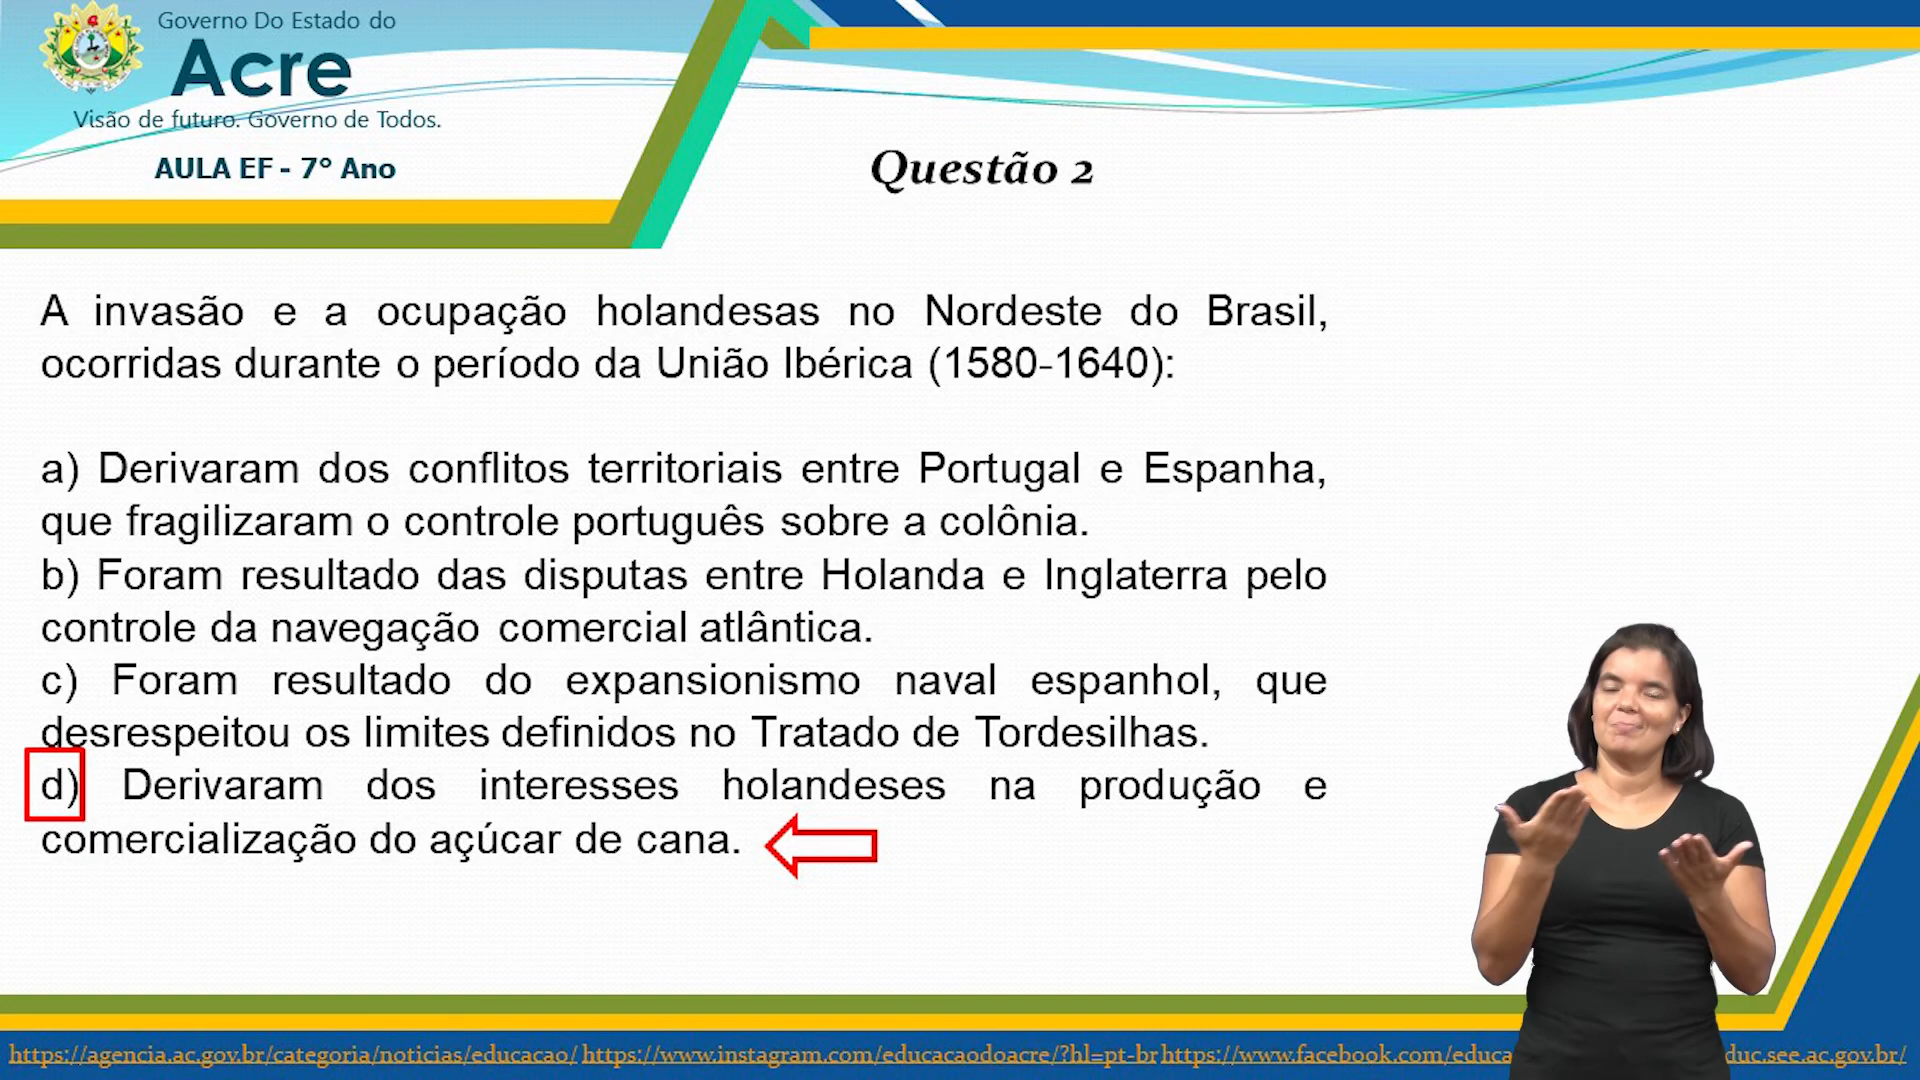 Governo Do Estado do
Acre
Visão de futuro. Governo de Todos.
AULA EF - 7° Ano
Questão 2
A invasão e a ocupação holandesas no Nordeste do Brasil,
ocorridas durante o período da União Ibérica (1580-1640):
a) Derivaram dos conflitos territoriais entre Portugal e Espanha,
que fragilizaram o controle português sobre a colônia.
b) Foram resultado das disputas entre Holanda e Inglaterra pelo
controle da navegação comercial atlântica.
c) Foram resultado do expansionismo naval espanhol, que
desrespeitou os limites definidos no Tratado de Tordesilhas.
d) Derivaram dos interesses holandeses na produção e
comercialização do açúcar de cana.
https://agencia.ac.gov.br/categoria/noticias/educacao/ https://www.instagram.com/educacaodoacre/?hl=pt-br https://www.facebook.com/educa duc.see.ac.gov.br/